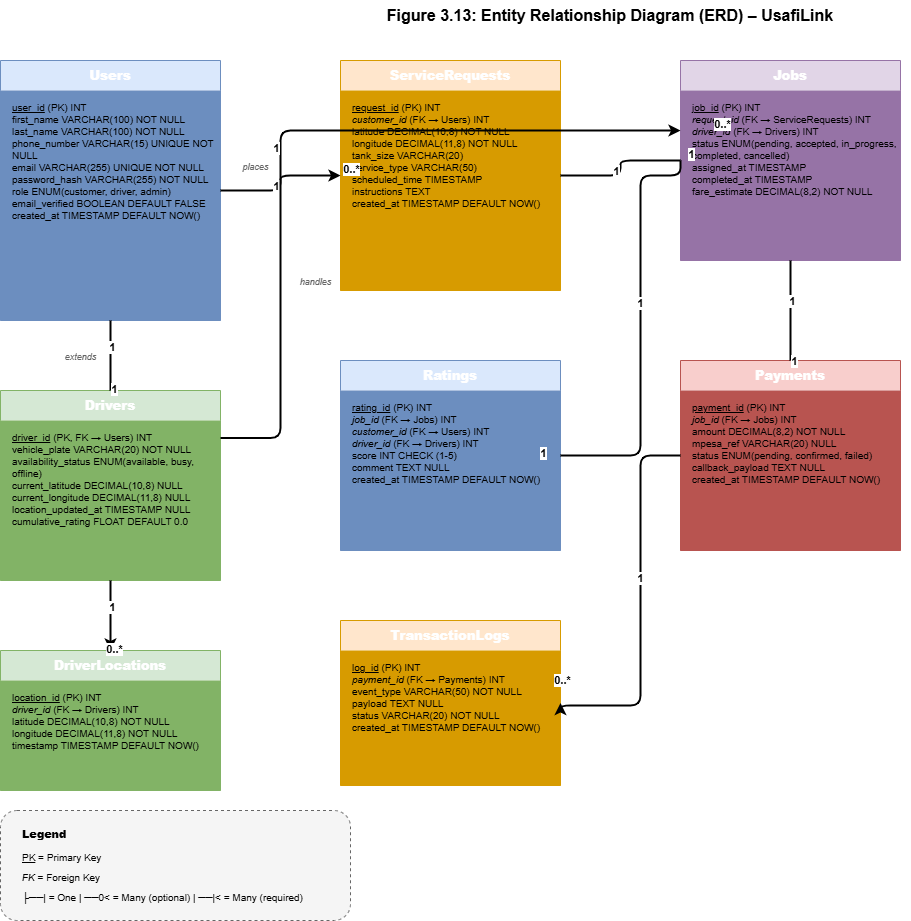 Figure 3.13: Entity Relationship Diagram (ERD) – UsafiLink
Users
user_id (PK) INT
first_name VARCHAR(100) NOT NULL
last_name VARCHAR(100) NOT NULL
phone_number VARCHAR(15) UNIQUE NOT
NULL
email VARCHAR(255) UNIQUE NOT NULL
password_hash VARCHAR(255) NOT NULL
role ENUM(customer, driver, admin)
email_verified BOOLEAN DEFAULT FALSE
created_at TIMESTAMP DEFAULT NOW()
ServiceRequests
request_id (PK) INT
customer_id (FK → Users) INT
latitude DECIMAL(10,8) NOT NULL
longitude DECIMAL(11,8) NOT NULL
tank_size VARCHAR(20)
service_type VARCHAR(50)
scheduled_time TIMESTAMP
instructions TEXT
created_at TIMESTAMP DEFAULT NOW()
Jobs
job_id (PK) INT
request_id (FK → ServiceRequests) INT
driver_id (FK → Drivers) INT
status ENUM(pending, accepted, in_progress,
completed, cancelled)
assigned_at TIMESTAMP
completed_at TIMESTAMP
fare_estimate DECIMAL(8,2) NOT NULL
1
places
1
0..*
0..*
1
1
handles
1
1
extends
1
1
1
Drivers
driver_id (PK, FK → Users) INT
vehicle_plate VARCHAR(20) NOT NULL
availability_status ENUM(available, busy,
offline)
current_latitude DECIMAL(10,8) NULL
current_longitude DECIMAL(11,8) NULL
location_updated_at TIMESTAMP NULL
cumulative_rating FLOAT DEFAULT 0.0
Ratings
rating_id (PK) INT
job_id (FK → Jobs) INT
customer_id (FK → Users) INT
driver_id (FK → Drivers) INT
score INT CHECK (1-5)
comment TEXT NULL
created_at TIMESTAMP DEFAULT NOW()
1
Payments
payment_id (PK) INT
job_id (FK → Jobs) INT
amount DECIMAL(8,2) NOT NULL
mpesa_ref VARCHAR(20) NULL
status ENUM(pending, confirmed, failed)
callback_payload TEXT NULL
created_at TIMESTAMP DEFAULT NOW()
1
1
0..*
DriverLocations
location_id (PK) INT
driver_id (FK → Drivers) INT
latitude DECIMAL(10,8) NOT NULL
longitude DECIMAL(11,8) NOT NULL
timestamp TIMESTAMP DEFAULT NOW()
TransactionLogs
log_id (PK) INT
payment_id (FK → Payments) INT
event_type VARCHAR(50) NOT NULL
payload TEXT NULL
status VARCHAR(20) NOT NULL
created_at TIMESTAMP DEFAULT NOW()
0..*
Legend
PK = Primary Key
FK = Foreign Key
├──| = One | ──0< = Many (optional) | ──|< = Many (required)